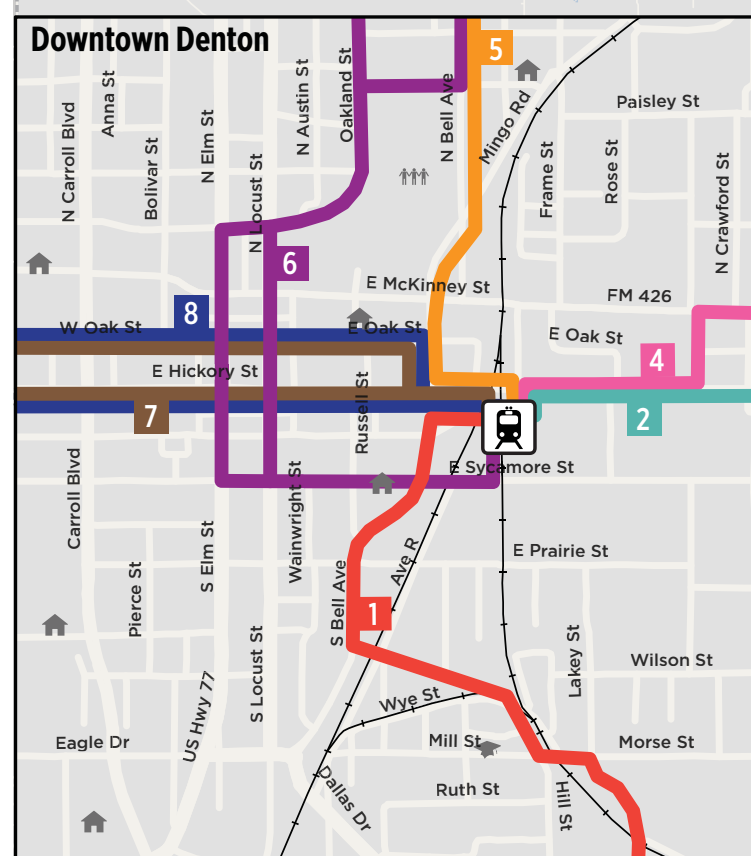 Downtown Denton
5
N Carroll Blvd
Anna St
Bolivar St
N Elm St
N Locust St
N Austin St
Oakland St
N Bell Ave
Mingo Rd
Paisley St
Frame St
Rose St
N Crawford St
6
E McKinney St
FM 426
8
W Oak St
E Oak St
E Oak St
E Hickory St
4
7
2
Russell St
E Sycamore St
Carroll Blvd
Wainwright St
S Elm St
Ave R
E Prairie St
Pierce St
S Bell Ave
1
S Locust St
Lakey St
Wilson St
US Hwy 77
Wye St
Eagle Dr
Mill St
Morse St
Dallas Dr
Ruth St
Hill St